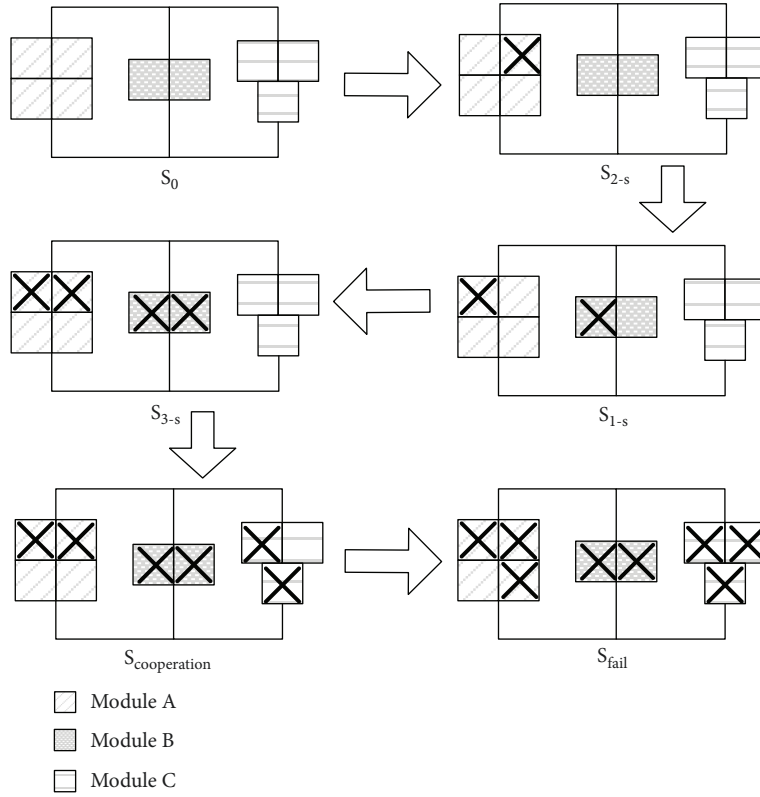 S0
S2-s
S3-s
S1-s
Scooperation
Sfail
Module A
Module B
Module C